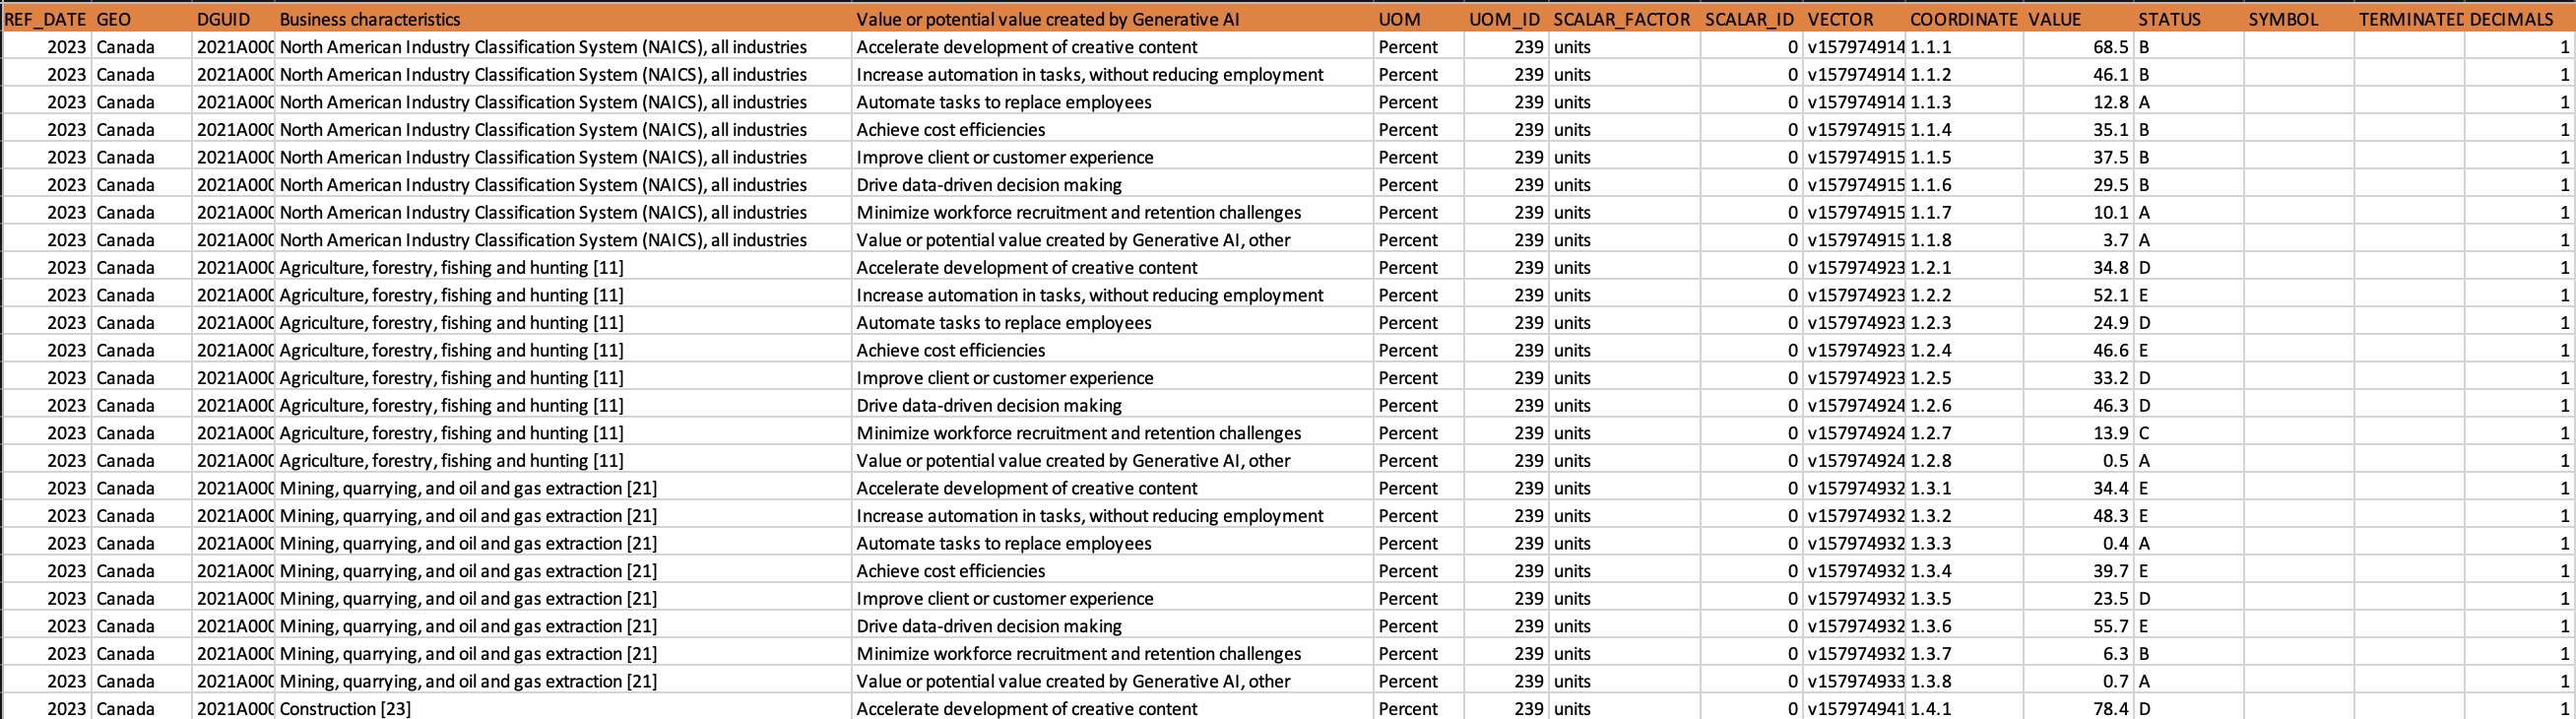 REF_DATE GEO DGUID Business characteristics Value or potential value created by Generative AI UOM UOM_ID SCALAR_FACTOR SCALAR_ID VECTOR COORDINATE VALUE STATUS SYMBOL TERMINATED DECIMALS
2023 Canada 2021A000 North American Industry Classification System (NAICS), all industries Accelerate development of creative content Percent 239 units 0 v157974914 1.1.1 68.5 B 1
2023 Canada 2021A000 North American Industry Classification System (NAICS), all industries Increase automation in tasks, without reducing employment Percent 239 units 0 v157974914 1.1.2 46.1 B 1
2023 Canada 2021A000 North American Industry Classification System (NAICS), all industries Automate tasks to replace employees Percent 239 units 0 v157974914 1.1.3 12.8 A 1
2023 Canada 2021A000 North American Industry Classification System (NAICS), all industries Achieve cost efficiencies Percent 239 units 0 v157974915 1.1.4 35.1 B 1
2023 Canada 2021A000 North American Industry Classification System (NAICS), all industries Improve client or customer experience Percent 239 units 0 v157974915 1.1.5 37.5 B 1
2023 Canada 2021A000 North American Industry Classification System (NAICS), all industries Drive data-driven decision making Percent 239 units 0 v157974915 1.1.6 29.5 B 1
2023 Canada 2021A000 North American Industry Classification System (NAICS), all industries Minimize workforce recruitment and retention challenges Percent 239 units 0 v157974915 1.1.7 10.1 A 1
2023 Canada 2021A000 North American Industry Classification System (NAICS), all industries Value or potential value created by Generative AI, other Percent 239 units 0 v157974915 1.1.8 3.7 A 1
2023 Canada 2021A000 Agriculture, forestry, fishing and hunting [11] Accelerate development of creative content Percent 239 units 0 v157974923 1.2.1 34.8 D 1
2023 Canada 2021A000 Agriculture, forestry, fishing and hunting [11] Increase automation in tasks, without reducing employment Percent 239 units 0 v157974923 1.2.2 52.1 E 1
2023 Canada 2021A000 Agriculture, forestry, fishing and hunting [11] Automate tasks to replace employees Percent 239 units 0 v157974923 1.2.3 24.9 D 1
2023 Canada 2021A000 Agriculture, forestry, fishing and hunting [11] Achieve cost efficiencies Percent 239 units 0 v157974923 1.2.4 46.6 E 1
2023 Canada 2021A000 Agriculture, forestry, fishing and hunting [11] Improve client or customer experience Percent 239 units 0 v157974923 1.2.5 33.2 D 1
2023 Canada 2021A000 Agriculture, forestry, fishing and hunting [11] Drive data-driven decision making Percent 239 units 0 v157974924 1.2.6 46.3 D 1
2023 Canada 2021A000 Agriculture, forestry, fishing and hunting [11] Minimize workforce recruitment and retention challenges Percent 239 units 0 v157974924 1.2.7 13.9 C 1
2023 Canada 2021A000 Agriculture, forestry, fishing and hunting [11] Value or potential value created by Generative AI, other Percent 239 units 0 v157974924 1.2.8 0.5 A 1
2023 Canada 2021A000 Mining, quarrying, and oil and gas extraction [21] Accelerate development of creative content Percent 239 units 0 v157974932 1.3.1 34.4 E 1
2023 Canada 2021A000 Mining, quarrying, and oil and gas extraction [21] Increase automation in tasks, without reducing employment Percent 239 units 0 v157974932 1.3.2 48.3 E 1
2023 Canada 2021A000 Mining, quarrying, and oil and gas extraction [21] Automate tasks to replace employees Percent 239 units 0 v157974932 1.3.3 0.4 A 1
2023 Canada 2021A000 Mining, quarrying, and oil and gas extraction [21] Achieve cost efficiencies Percent 239 units 0 v157974932 1.3.4 39.7 E 1
2023 Canada 2021A000 Mining, quarrying, and oil and gas extraction [21] Improve client or customer experience Percent 239 units 0 v157974932 1.3.5 23.5 D 1
2023 Canada 2021A000 Mining, quarrying, and oil and gas extraction [21] Drive data-driven decision making Percent 239 units 0 v157974932 1.3.6 55.7 E 1
2023 Canada 2021A000 Mining, quarrying, and oil and gas extraction [21] Minimize workforce recruitment and retention challenges Percent 239 units 0 v157974932 1.3.7 6.3 B 1
2023 Canada 2021A000 Mining, quarrying, and oil and gas extraction [21] Value or potential value created by Generative AI, other Percent 239 units 0 v157974933 1.3.8 0.7 A 1
2023 Canada 2021A000 Construction [23] Accelerate development of creative content Percent 239 units 0 v157974941 1.4.1 78.4 D 1